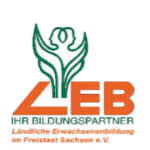 LEB
IHR BILDUNGSPARTNER
Ländliche Erwachsenenbildung
im Freistaat Sachsen e.V.